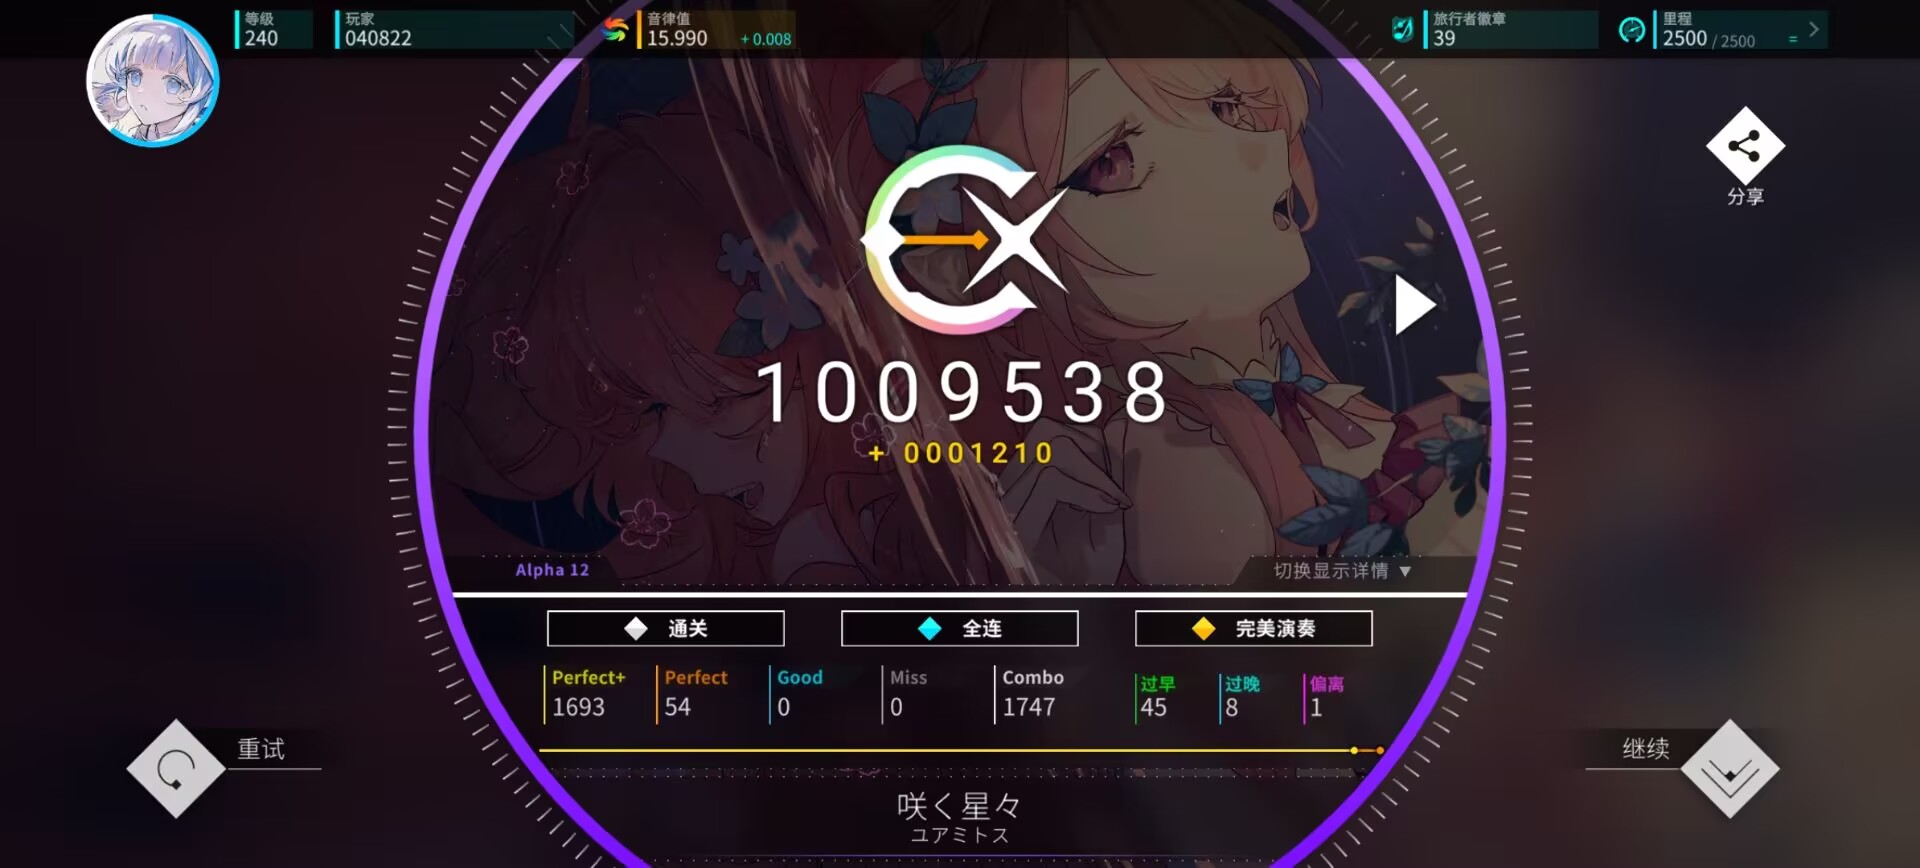 等级
240
玩家
040822
音律值
15.990 + 0.008
旅行者徽章
39
里程
2500 / 2500 =
分享
EX
1009538
+ 0001210
Alpha 12
切换显示详情 ▼
通关
全连
完美演奏
Perfect+
1693
Perfect
54
Good
0
Miss
0
Combo
1747
过早
45
过晚
8
偏离
1
重试
继续
咲く星々
ユアミトス